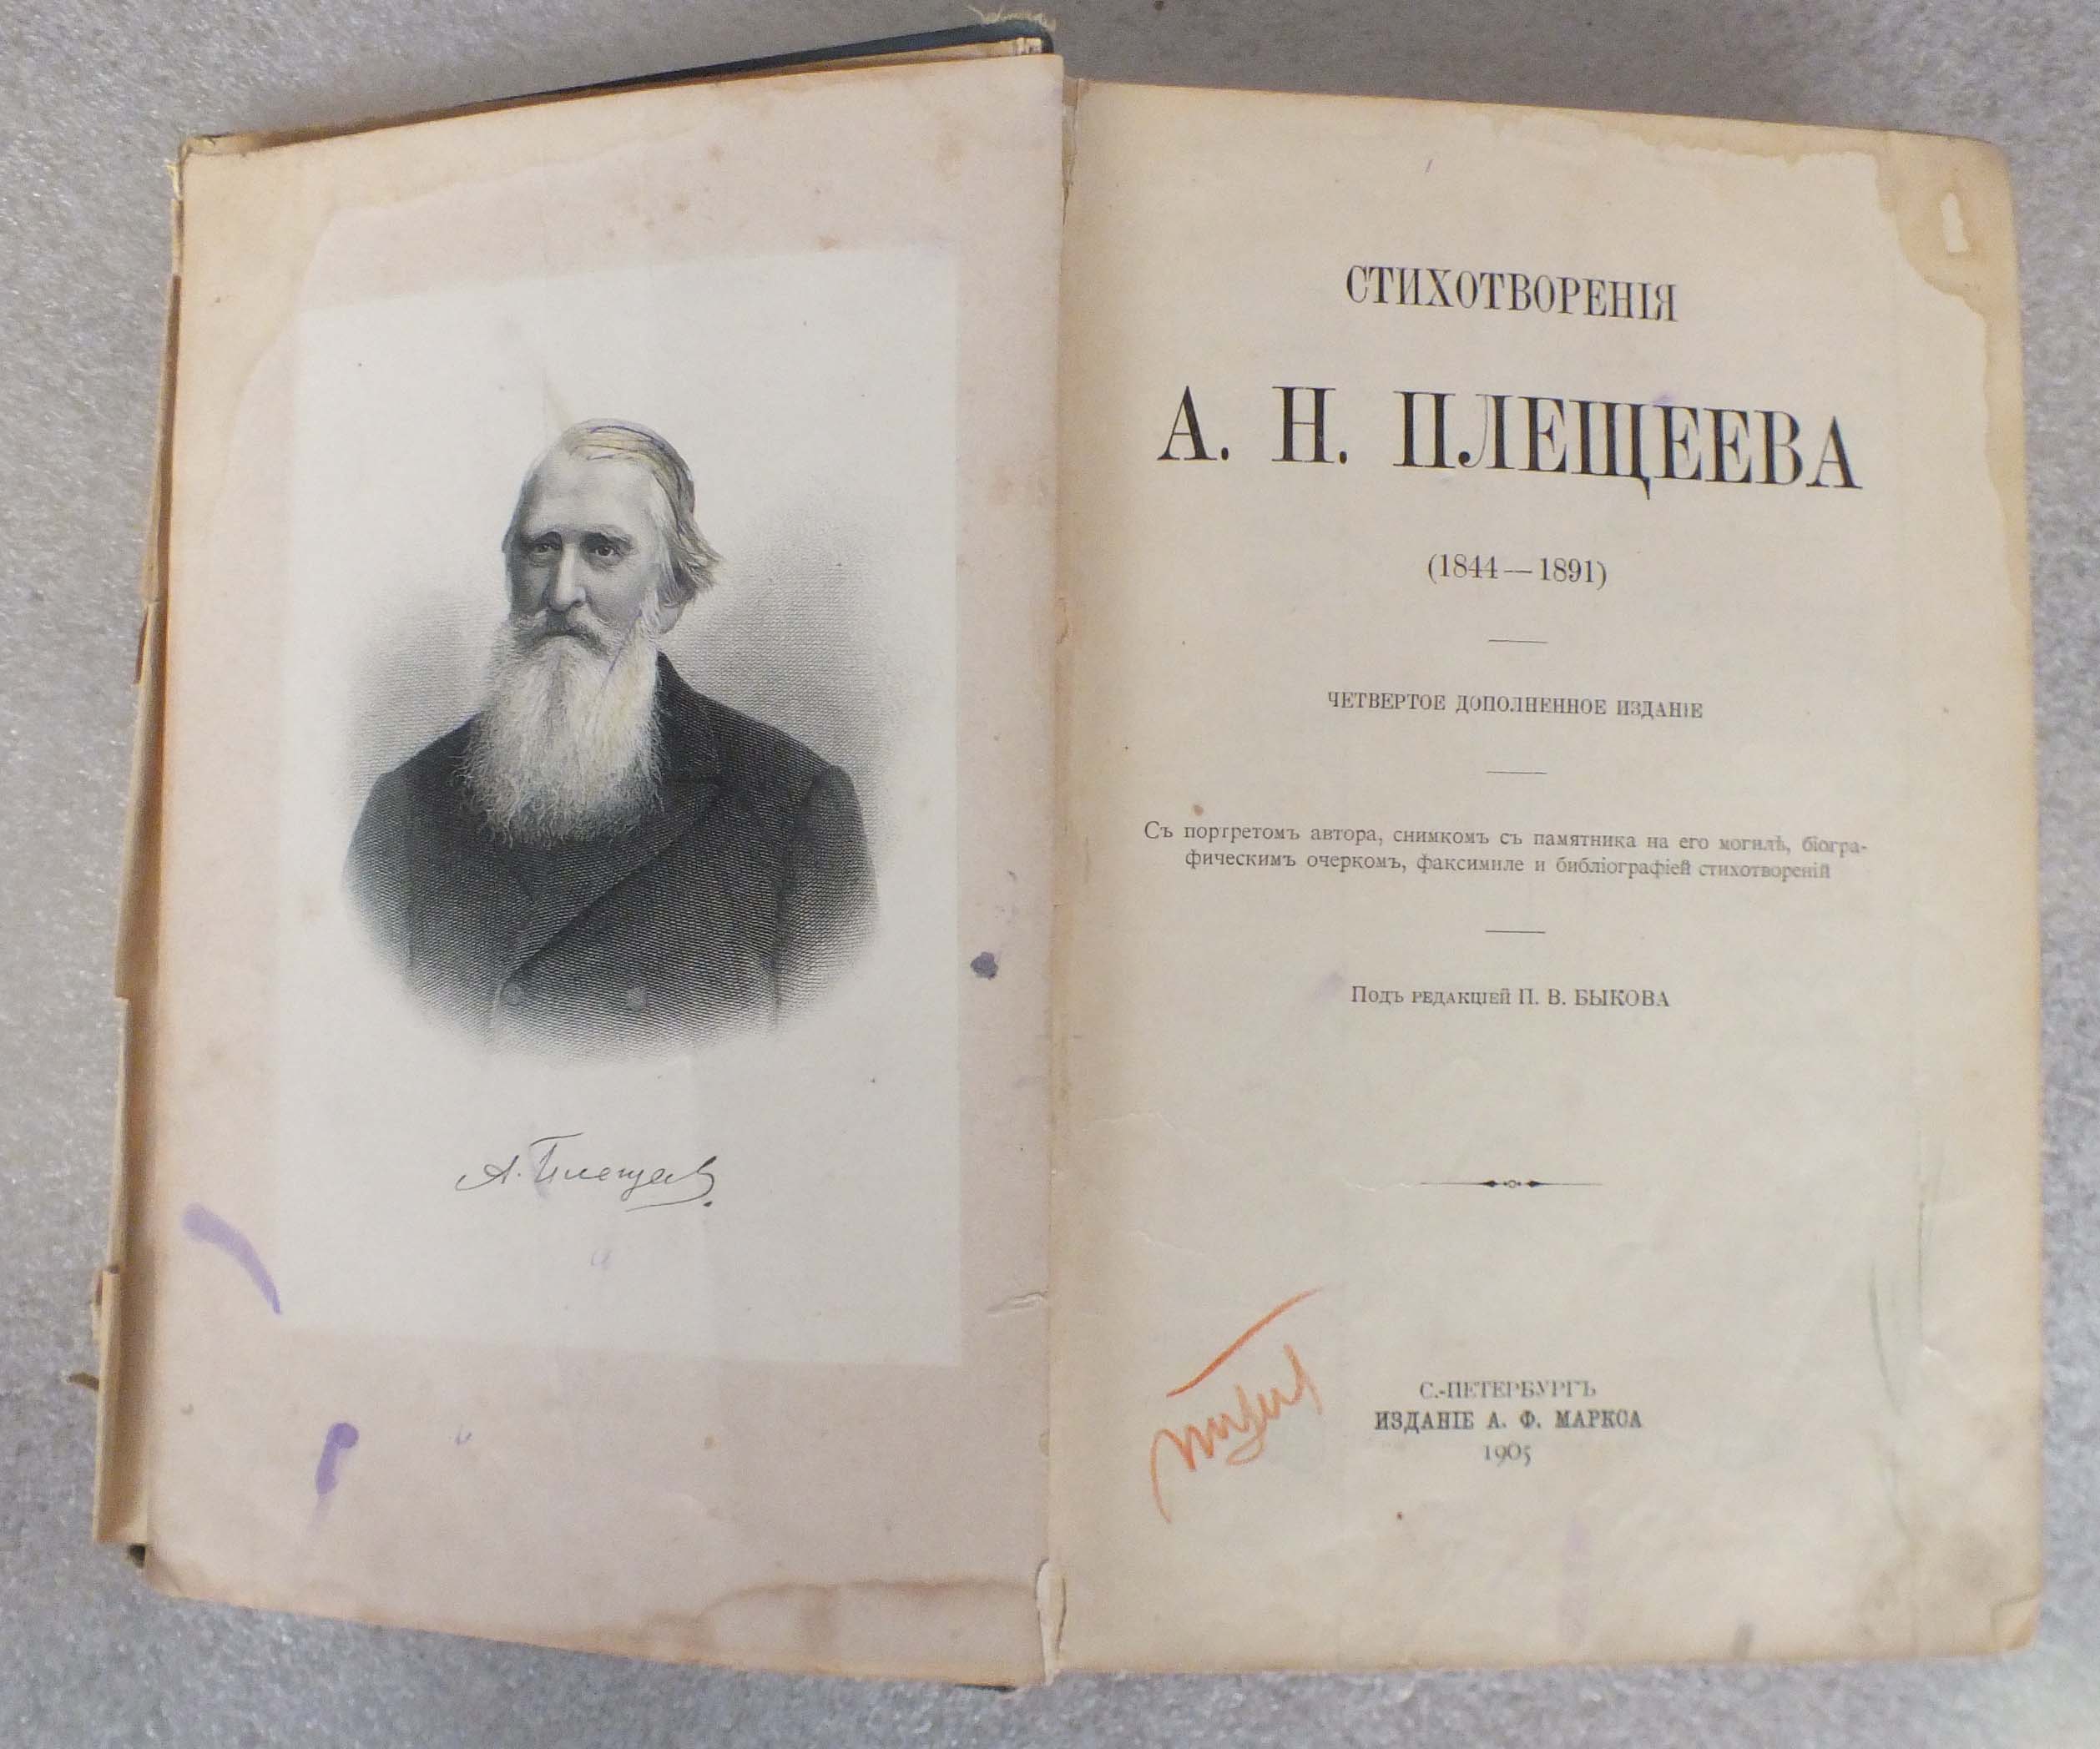 А. Плещеев
СТИХОТВОРЕНІЯ
А. Н. ПЛЕЩЕЕВА
(1844—1891)
ЧЕТВЕРТОЕ ДОПОЛНЕННОЕ ИЗДАНІЕ
Съ портретомъ автора, снимкомъ съ памятника на его могилѣ, біогра-
фическимъ очеркомъ, факсимиле и библіографіей стихотвореній
Подъ редакціей П. В. БЫКОВА
С.-ПЕТЕРБУРГЪ
ИЗДАНІЕ А. Ф. МАРКСА
1905